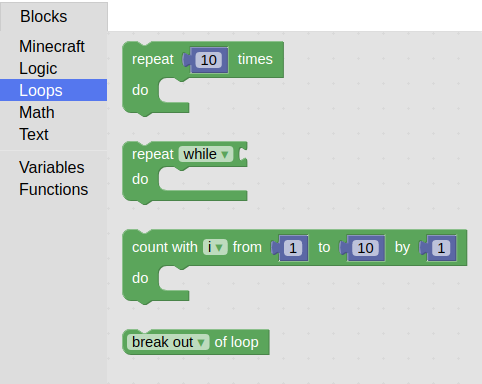 Blocks
Minecraft
Logic
Loops
Math
Text
Variables
Functions
repeat 10 times
do
repeat while ▾
do
count with i ▾ from 1 to 10 by 1
do
break out ▾ of loop